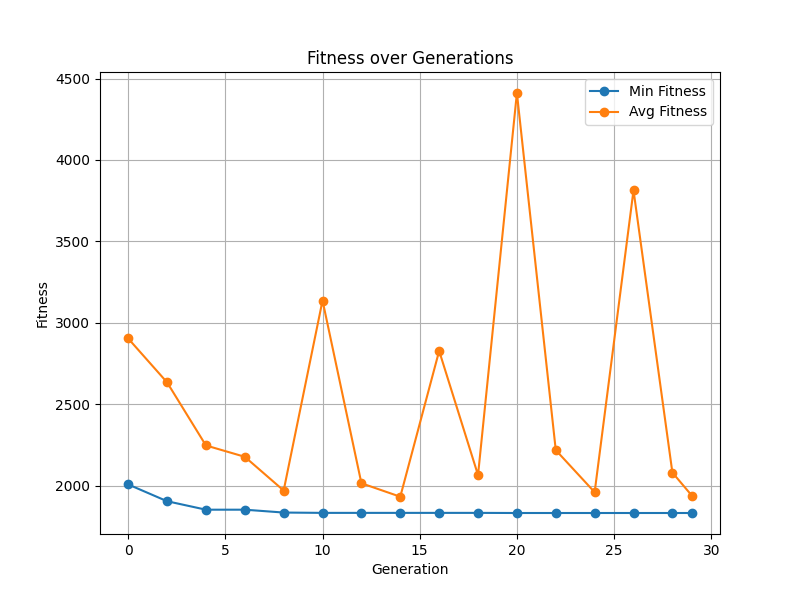 Fitness over Generations
Min Fitness
Avg Fitness
4500
4000
3500
3000
2500
2000
Fitness
0 5 10 15 20 25 30
Generation